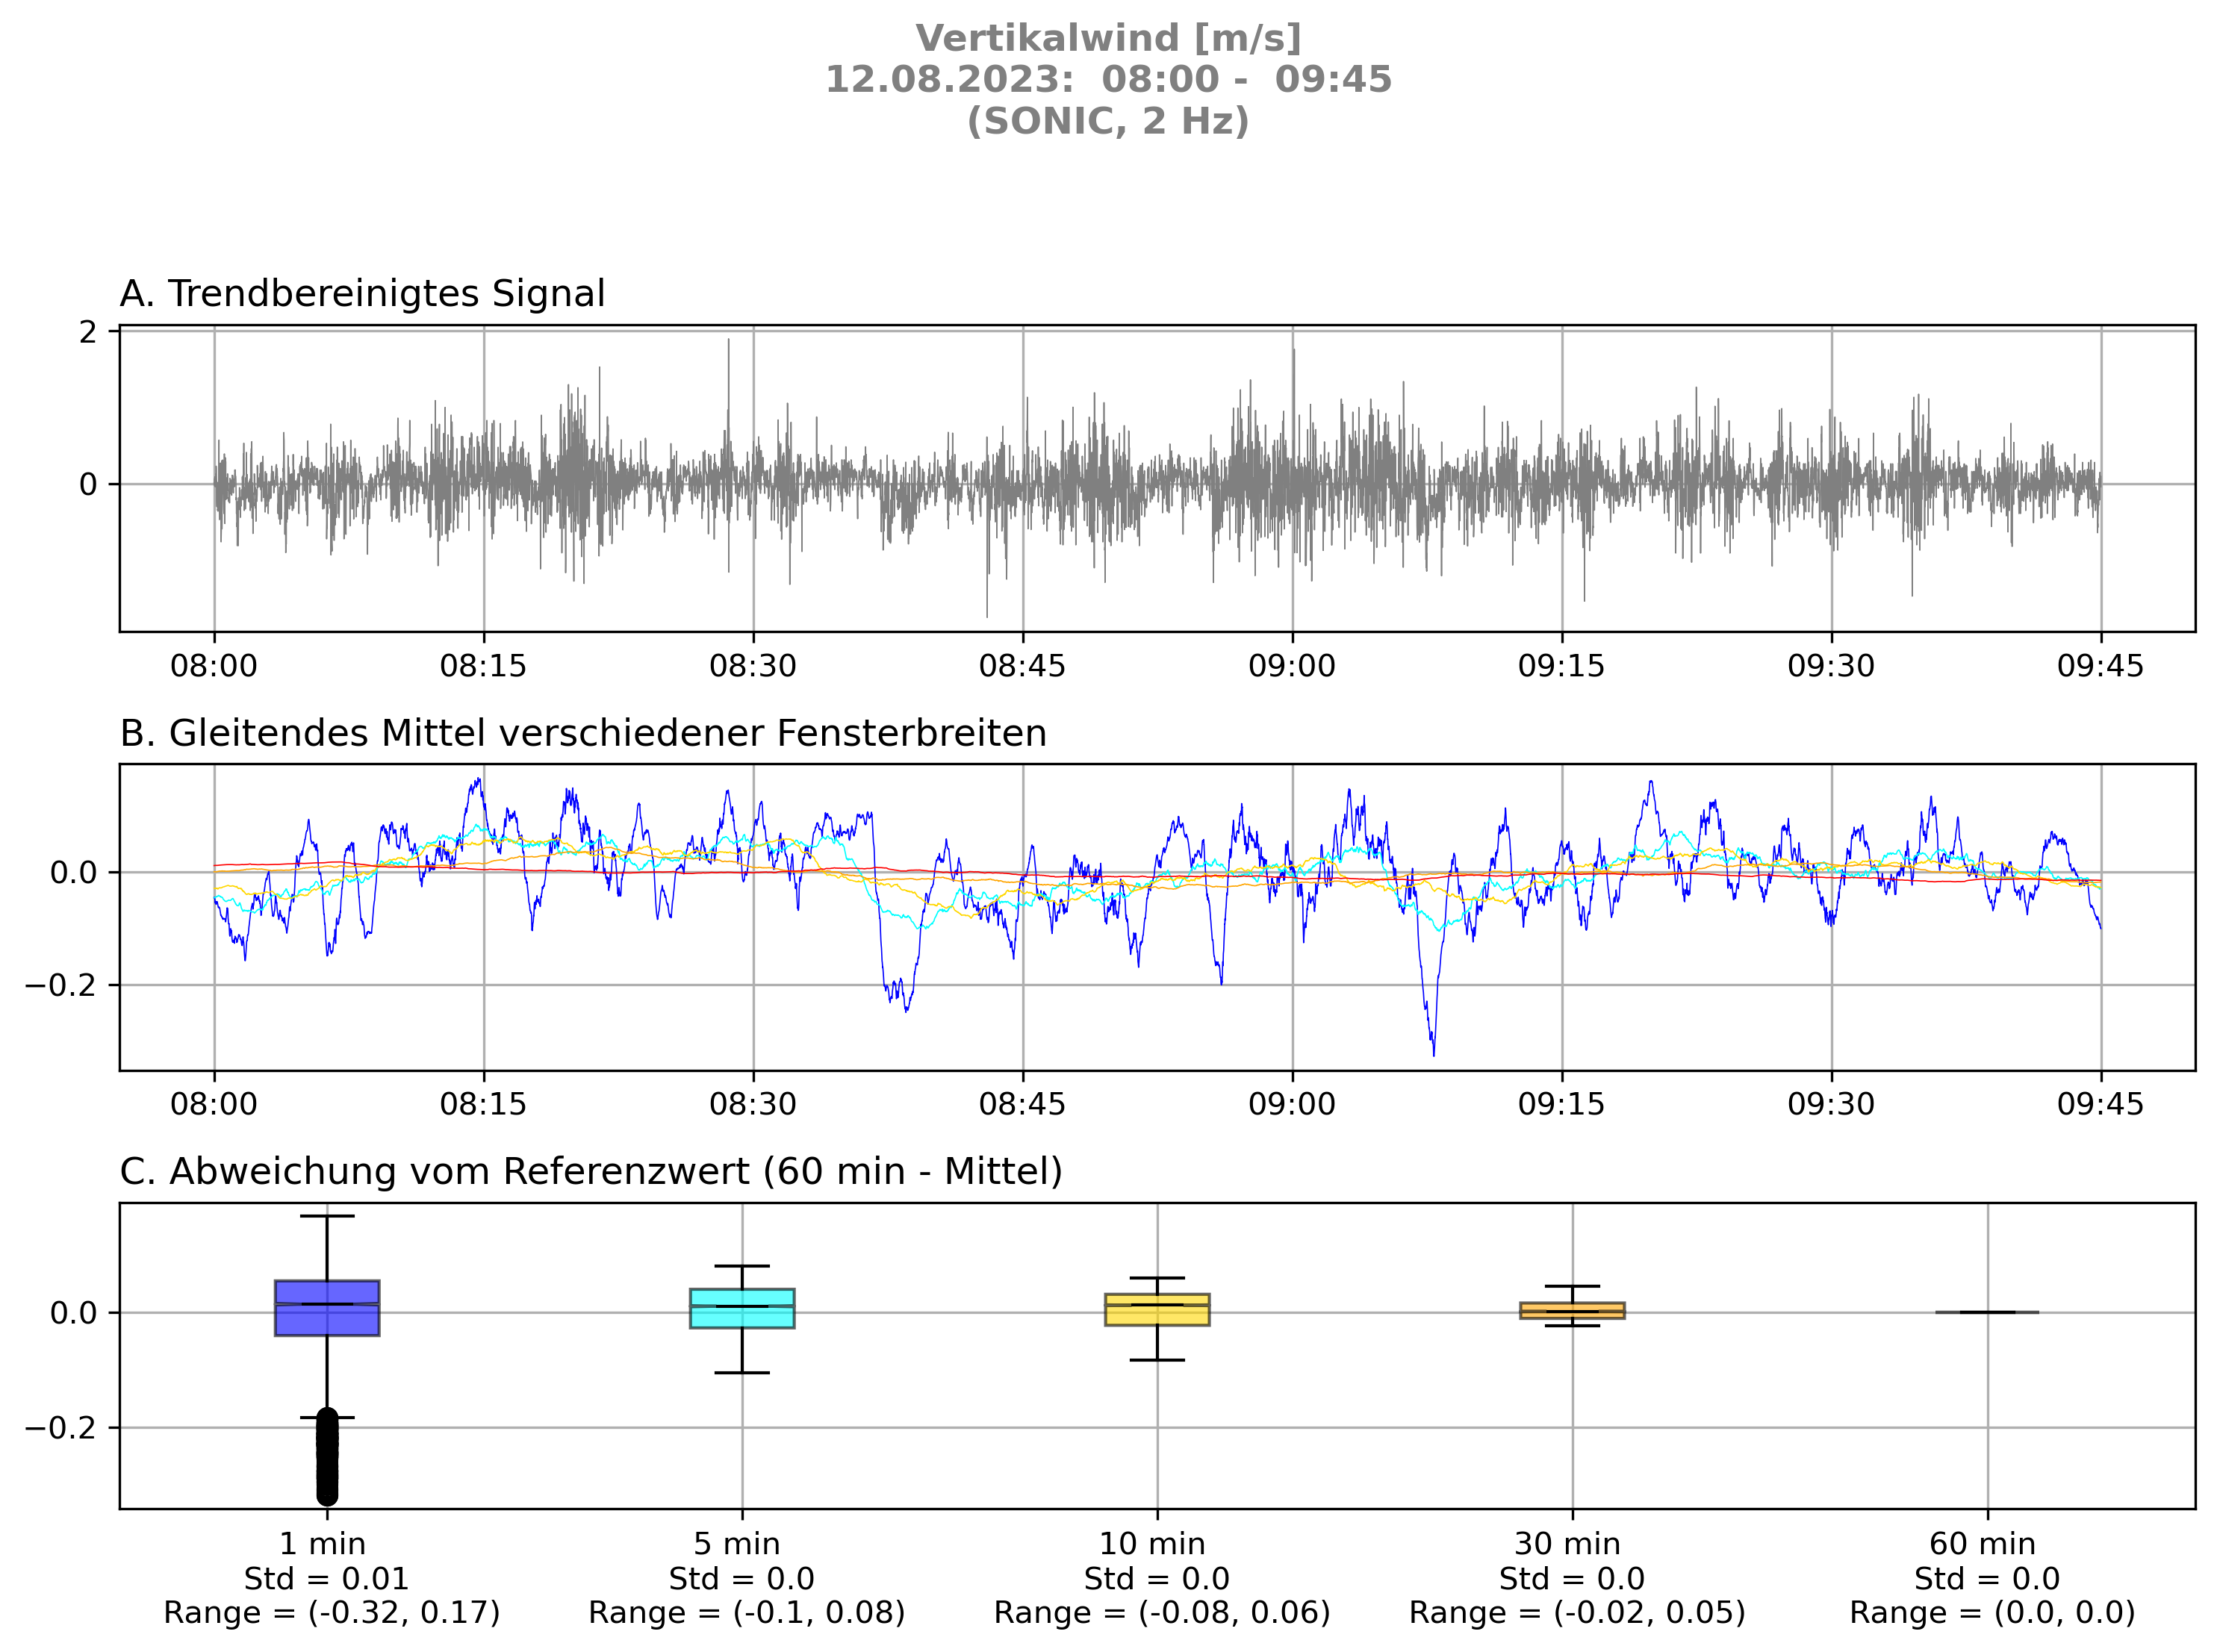 Vertikalwind [m/s]
12.08.2023:  08:00 -  09:45
(SONIC, 2 Hz)
A. Trendbereinigtes Signal
2
0
08:00 08:15 08:30 08:45 09:00 09:15 09:30 09:45
B. Gleitendes Mittel verschiedener Fensterbreiten
0.0
−0.2
08:00 08:15 08:30 08:45 09:00 09:15 09:30 09:45
C. Abweichung vom Referenzwert (60 min - Mittel)
0.0
−0.2
1 min 5 min 10 min 30 min 60 min
Std = 0.01 Std = 0.0 Std = 0.0 Std = 0.0 Std = 0.0
Range = (-0.32, 0.17) Range = (-0.1, 0.08) Range = (-0.08, 0.06) Range = (-0.02, 0.05) Range = (0.0, 0.0)